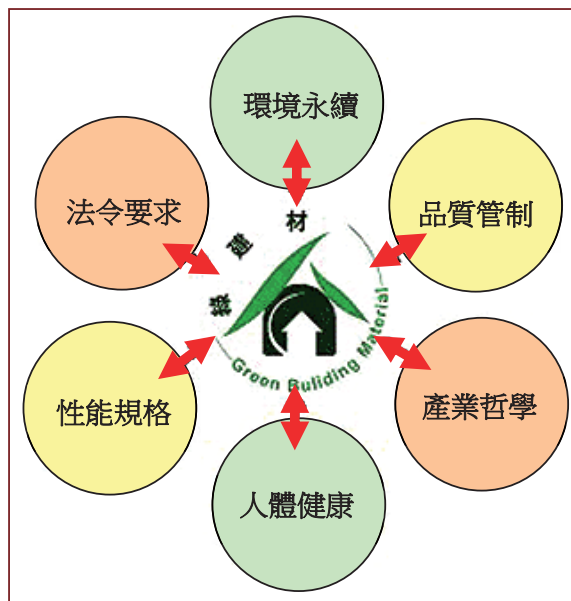 環境永續
法令要求
品質管制
綠建材
Green Buliding Material
性能規格
產業哲學
人體健康